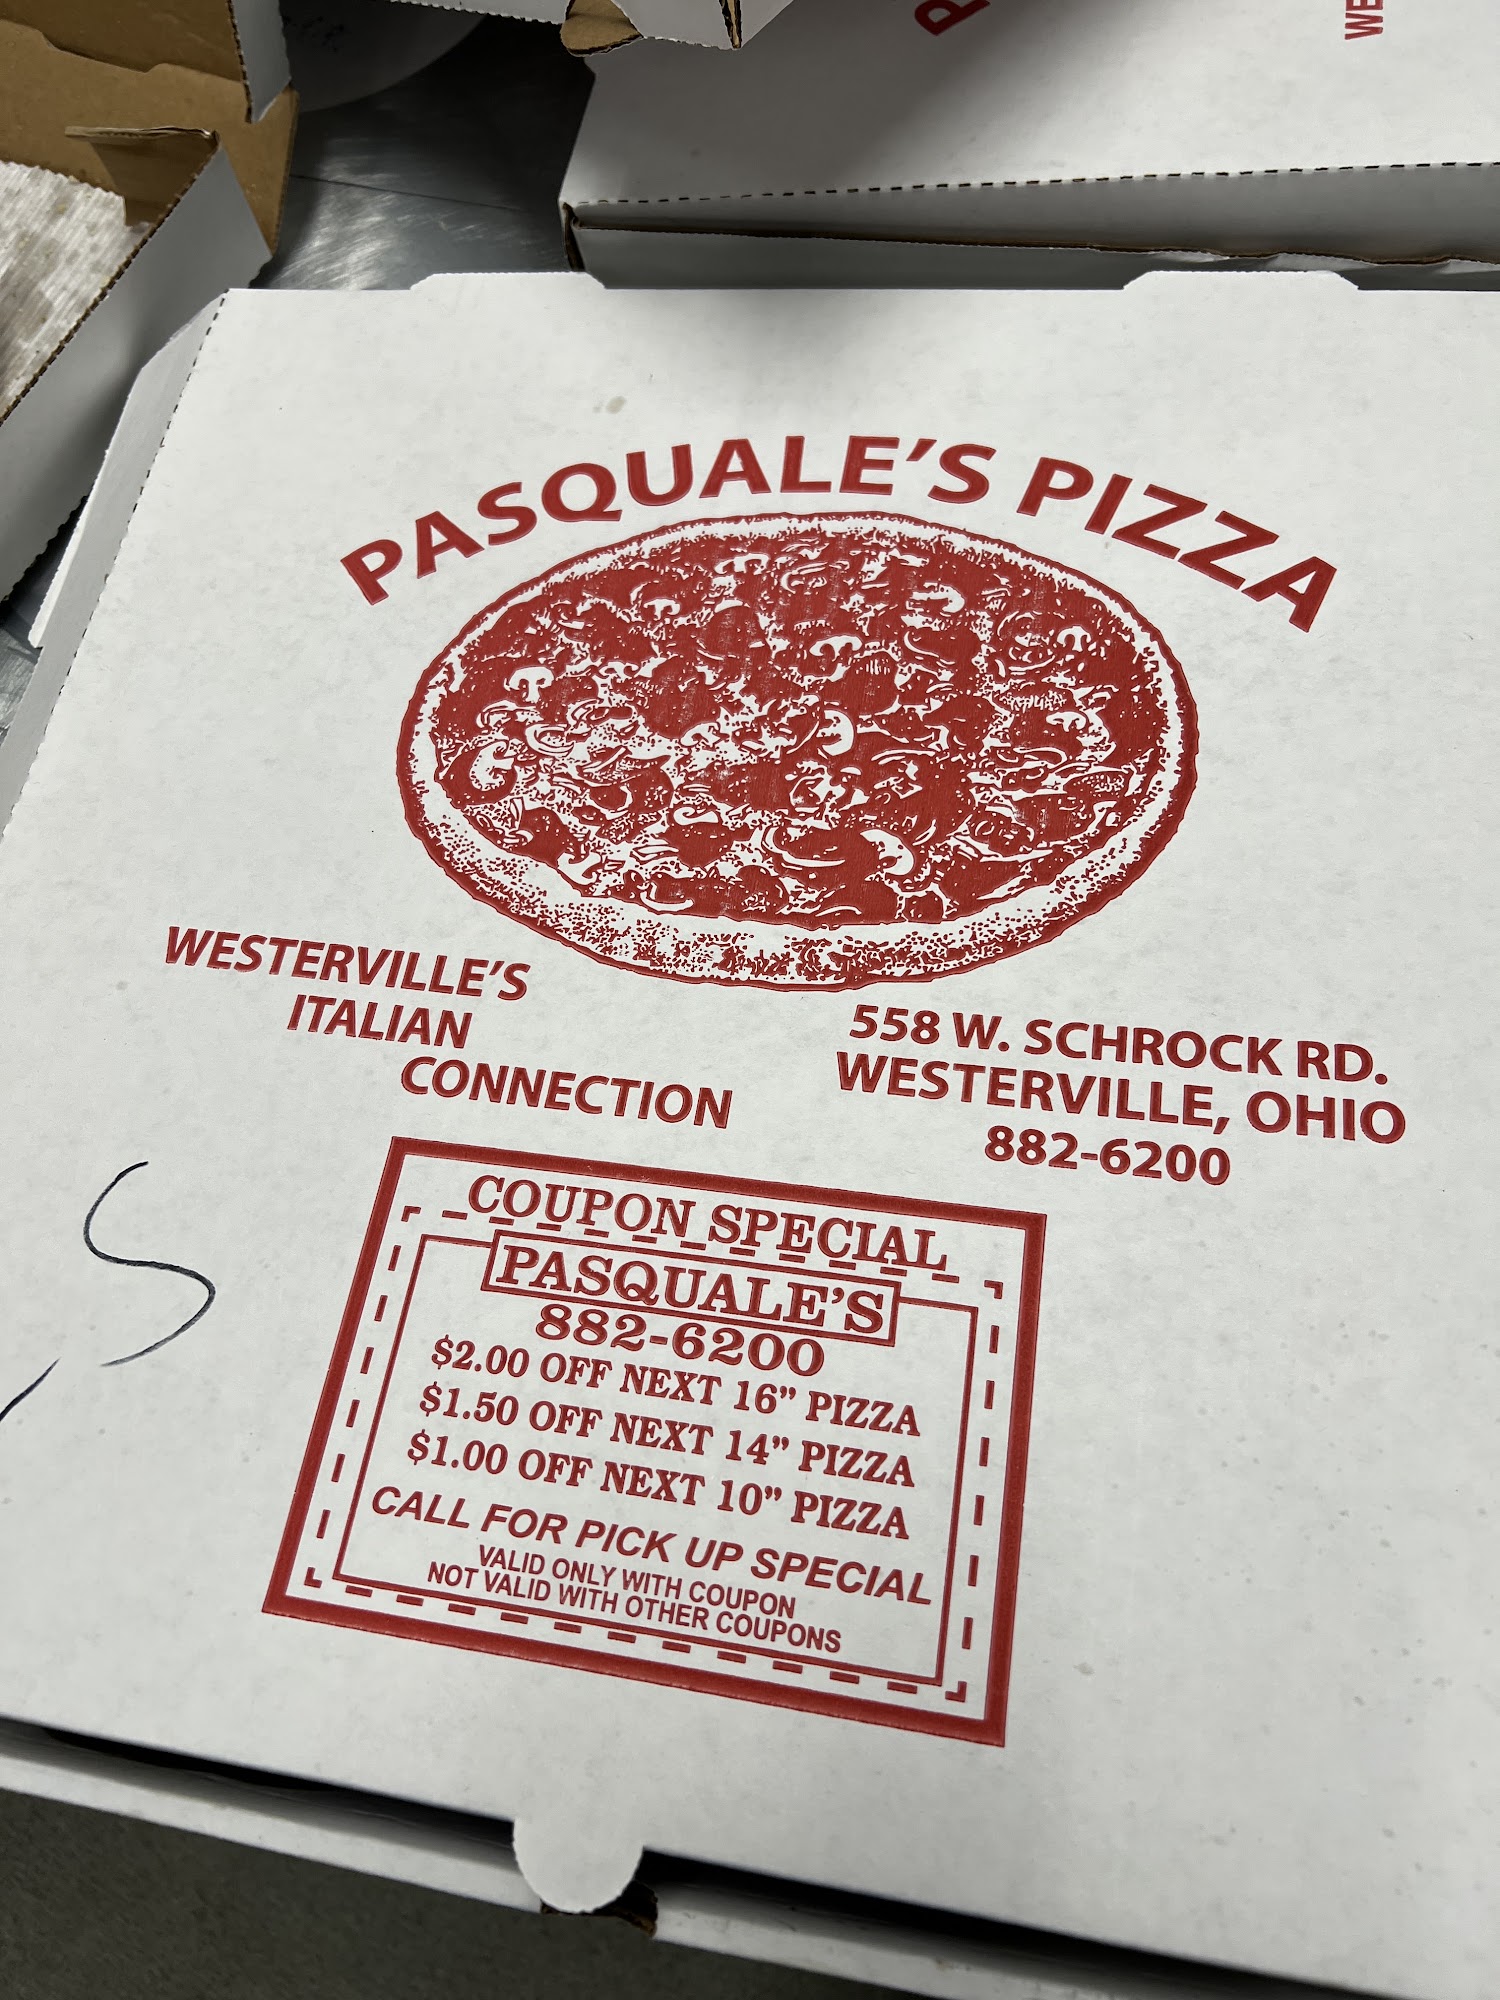 WE
PASQUALE'S PIZZA
WESTERVILLE'S
ITALIAN
CONNECTION
558 W. SCHROCK RD.
WESTERVILLE, OHIO
882-6200
S
COUPON SPECIAL
PASQUALE'S
882-6200
$2.00 OFF NEXT 16” PIZZA
$1.50 OFF NEXT 14” PIZZA
$1.00 OFF NEXT 10” PIZZA
CALL FOR PICK UP SPECIAL
VALID ONLY WITH COUPON
NOT VALID WITH OTHER COUPONS